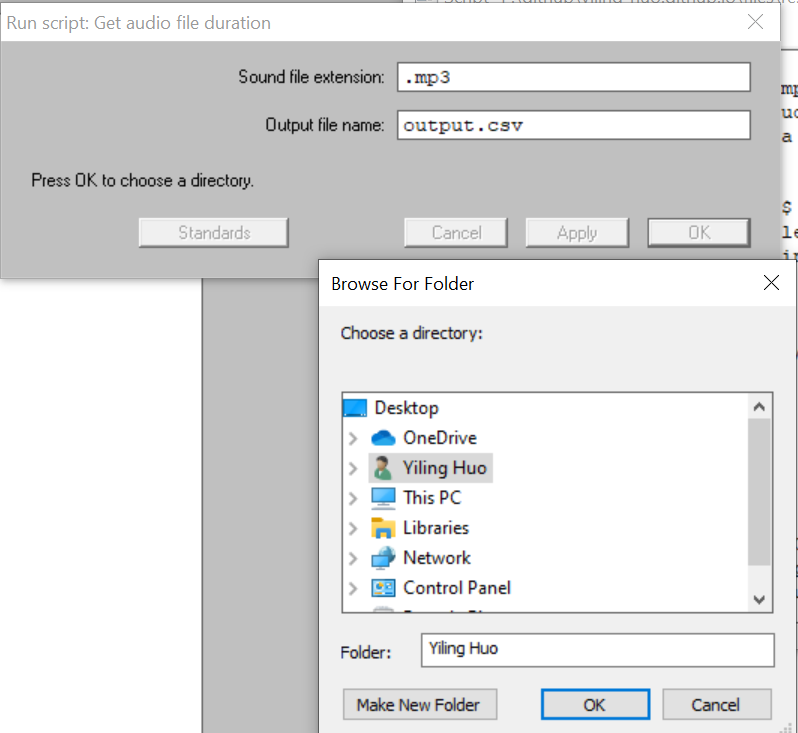 Run script: Get audio file duration
Sound file extension: .mp3
Output file name: output.csv
Press OK to choose a directory.
Standards Cancel Apply OK
Browse For Folder
Choose a directory:
Desktop
OneDrive
Yiling Huo
This PC
Libraries
Network
Control Panel
Folder: Yiling Huo
Make New Folder OK Cancel